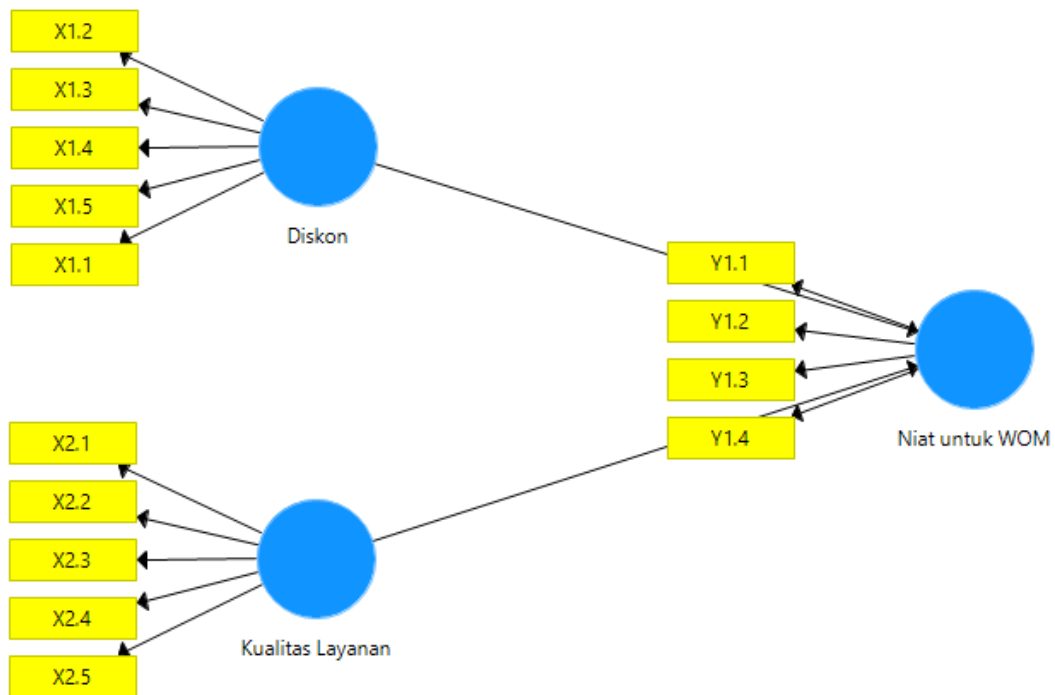 X1.2
X1.3
X1.4
X1.5
X1.1
Diskon
Y1.1
Y1.2
Y1.3
Y1.4
Niat untuk WOM
X2.1
X2.2
X2.3
X2.4
X2.5
Kualitas Layanan